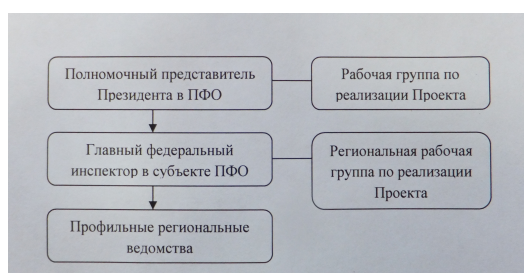 Полномочный представитель
Президента в ПФО
Рабочая группа по
реализации Проекта
Главный федеральный
инспектор в субъекте ПФО
Региональная рабочая
группа по реализации
Проекта
Профильные региональные
ведомства